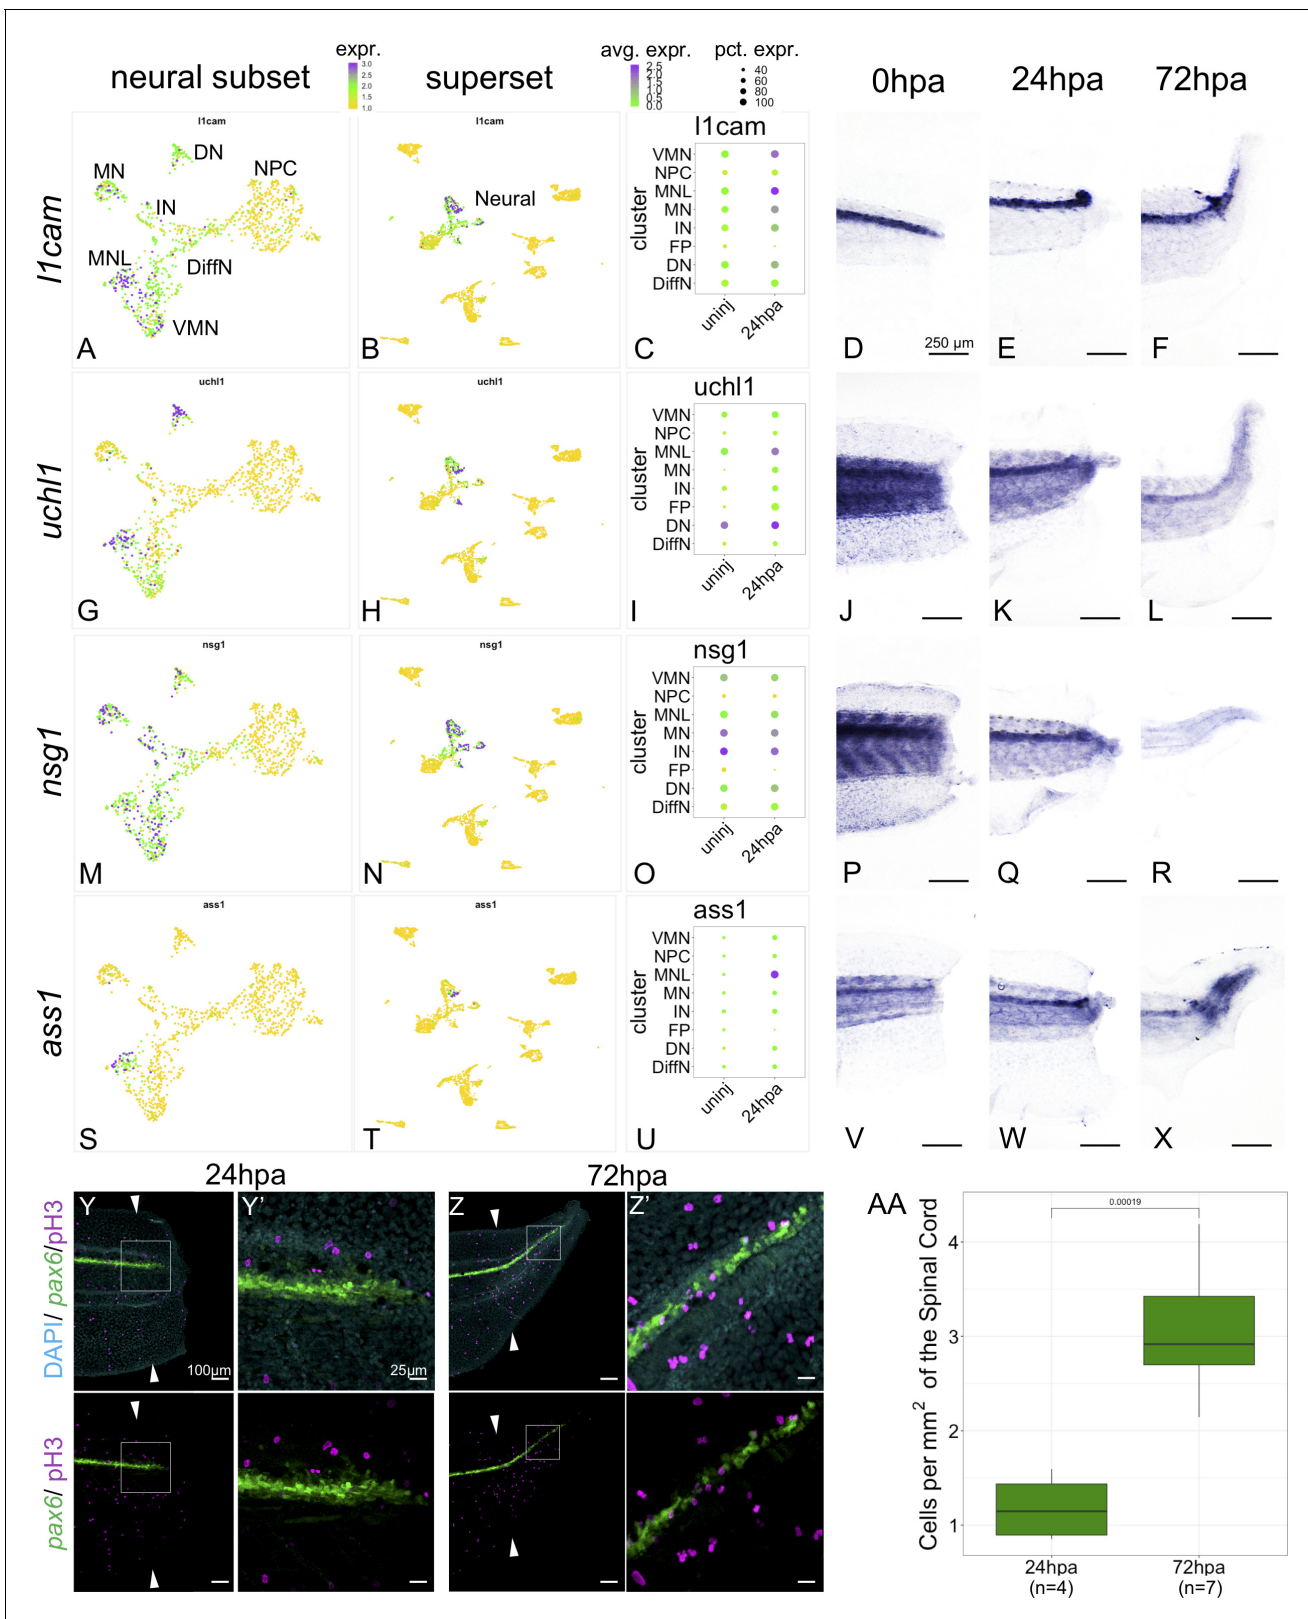 neural subset
expr.
3.0
2.5
2.0
1.5
1.0
superset
avg. expr.
2.5
2.0
1.5
1.0
0.5
0.0
pct. expr.
40
60
80
100
0hpa
24hpa
72hpa
l1cam
l1cam
MN
DN
NPC
IN
MNL
DiffN
VMN
A
l1cam
Neural
B
l1cam
cluster
VMN
NPC
MNL
MN
IN
FP
DN
DiffN
uninj
24hpa
C
D
250 µm
E
F
uchl1
uchl1
G
uchl1
H
uchl1
cluster
VMN
NPC
MNL
MN
IN
FP
DN
DiffN
uninj
24hpa
I
J
K
L
nsg1
nsg1
M
nsg1
N
nsg1
cluster
VMN
NPC
MNL
MN
IN
FP
DN
DiffN
uninj
24hpa
O
P
Q
R
ass1
ass1
S
ass1
T
ass1
cluster
VMN
NPC
MNL
MN
IN
FP
DN
DiffN
uninj
24hpa
U
V
W
X
24hpa
72hpa
DAPI/ pax6/pH3
Y
100µm
Y'
25µm
Z
Z'
pax6/ pH3
AA
Cells per mm² of the Spinal Cord
0.00019
4
3
2
1
24hpa
(n=4)
72hpa
(n=7)